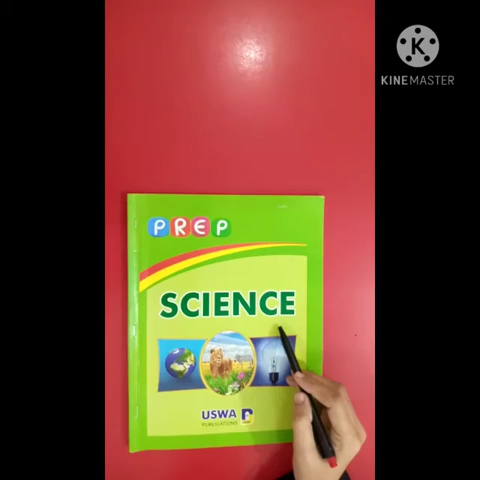 KINEMASTER
PREP
SCIENCE
USWA
PUBLICATIONS